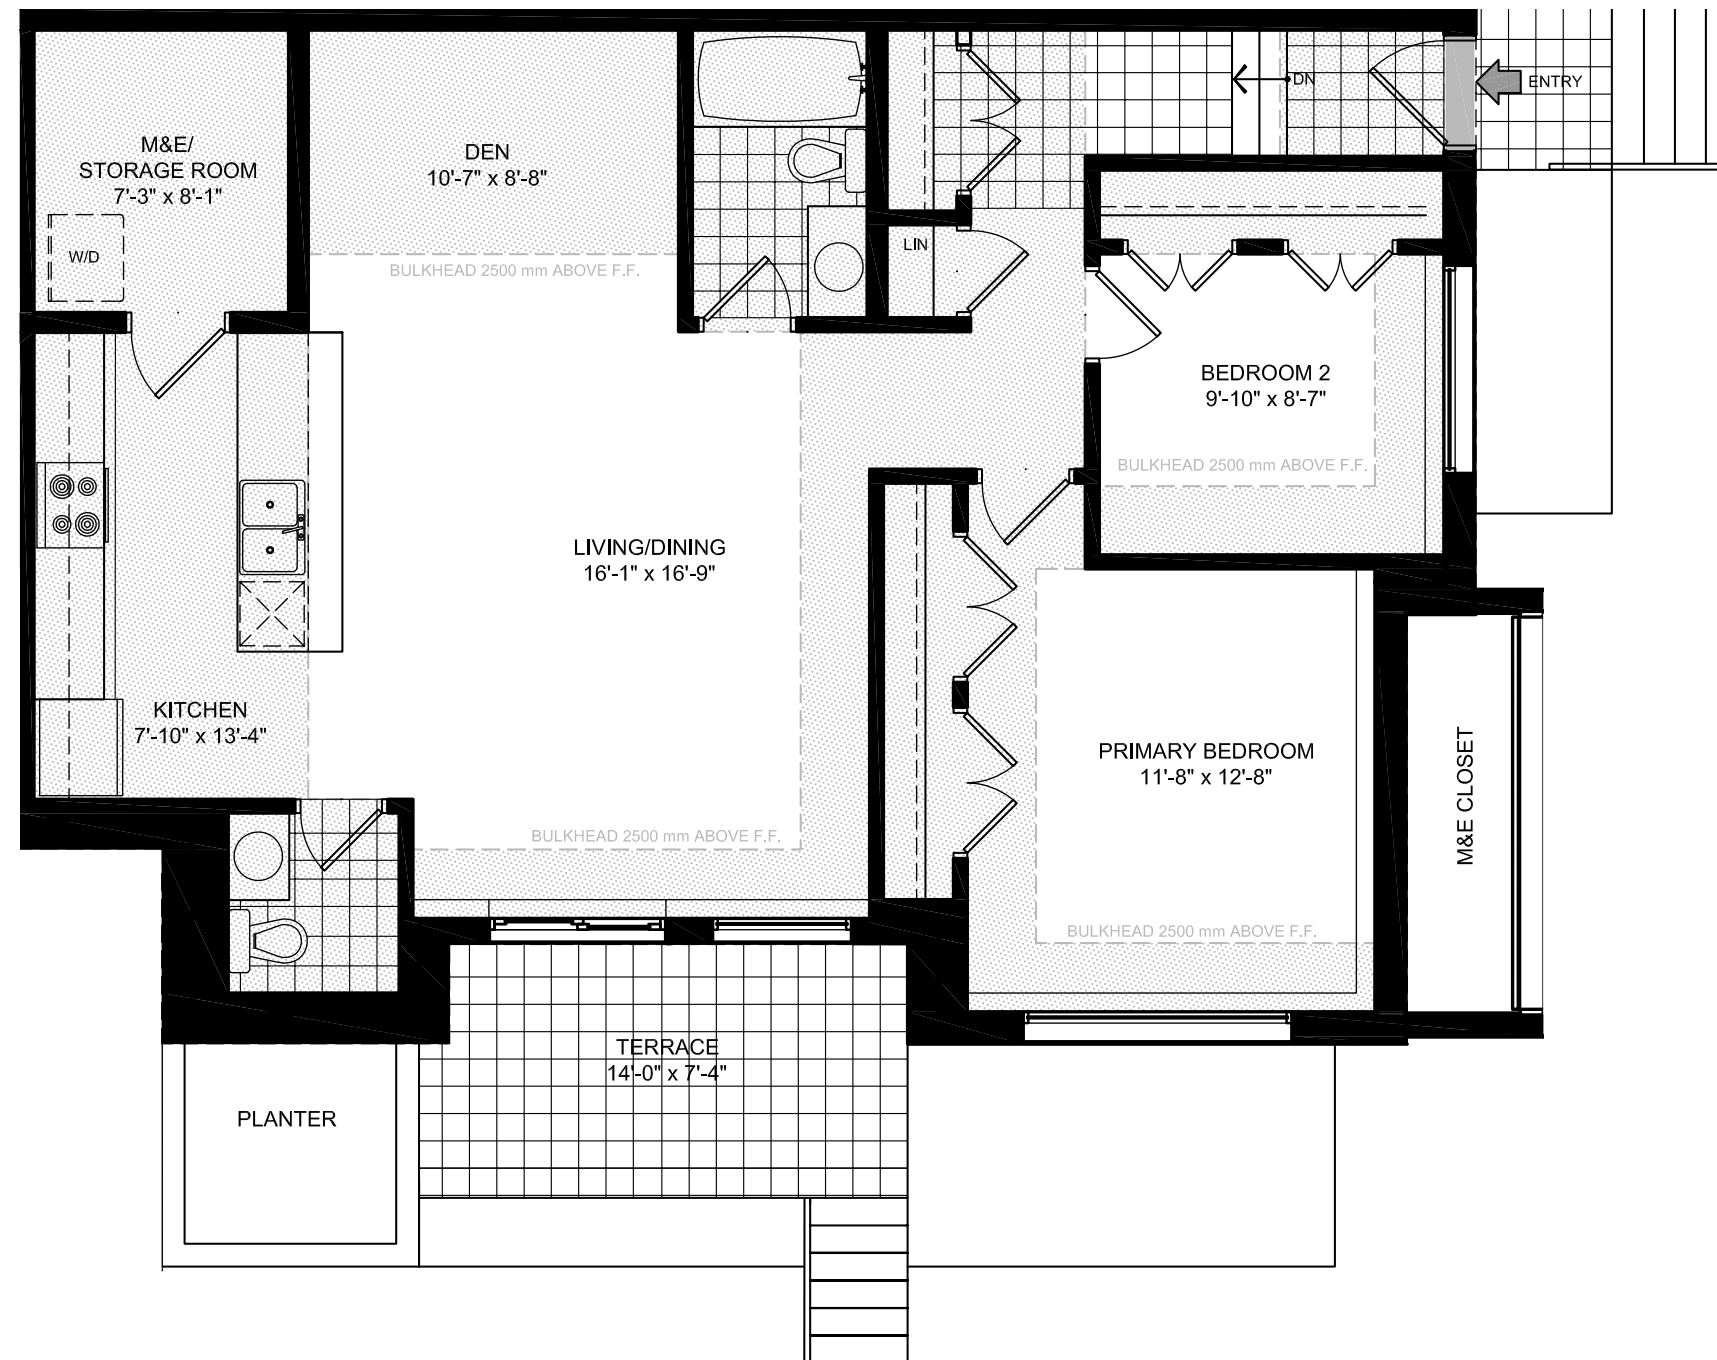 M&E/
STORAGE ROOM
7'-3" x 8'-1"
W/D
DEN
10'-7" x 8'-8"
BULKHEAD 2500 mm ABOVE F.F.
LIN
DN
ENTRY
BEDROOM 2
9'-10" x 8'-7"
BULKHEAD 2500 mm ABOVE F.F.
LIVING/DINING
16'-1" x 16'-9"
BULKHEAD 2500 mm ABOVE F.F.
KITCHEN
7'-10" x 13'-4"
PRIMARY BEDROOM
11'-8" x 12'-8"
BULKHEAD 2500 mm ABOVE F.F.
M&E CLOSET
TERRACE
14'-0" x 7'-4"
PLANTER